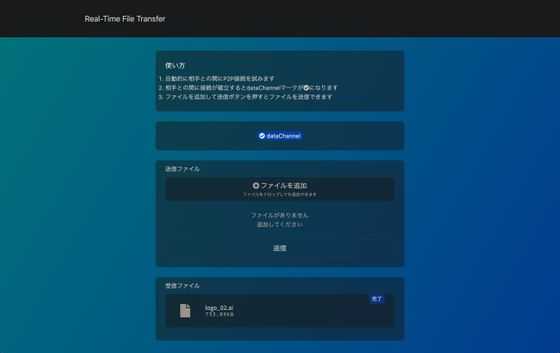 Real-Time File Transfer
使い方
1. 自動的に相手との間にP2P接続を試みます
2. 相手との間に接続が確立するとdataChannelマークが✓になります
3. ファイルを追加して送信ボタンを押すとファイルを送信できます
dataChannel
送信ファイル
ファイルを追加
ファイルをドロップしても追加できます
ファイルがありません
追加してください
送信
受信ファイル
完了
logo_02.ai
733.89KB